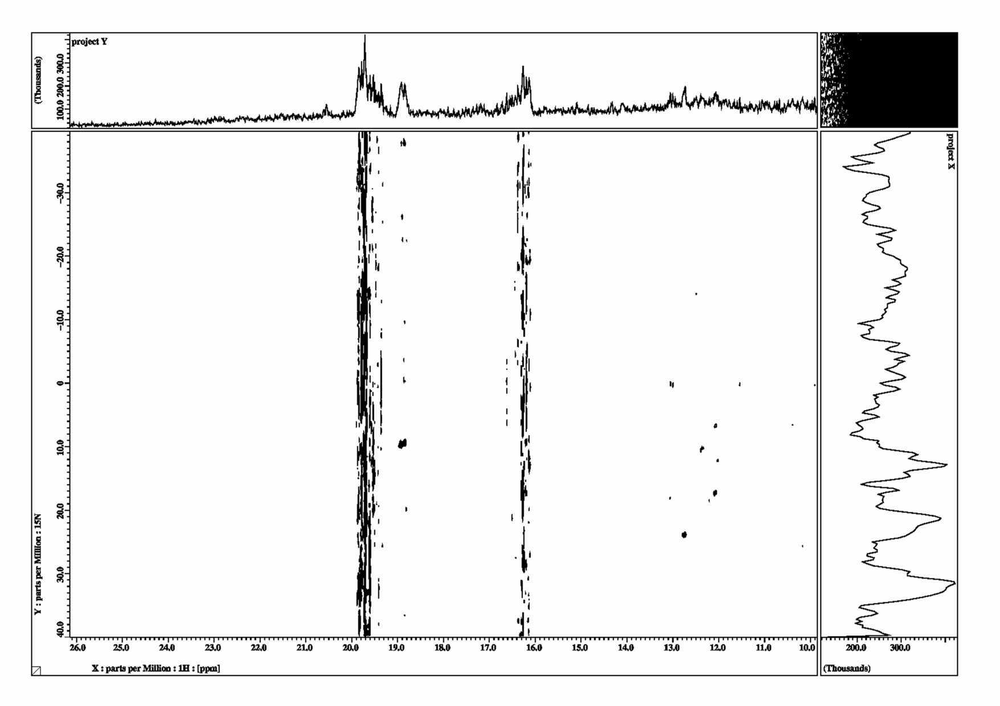 project Y
(Thousands)
100.0 200.0 300.0
project X
Y : parts per Million : 15N
-30.0
-20.0
-10.0
0
10.0
20.0
30.0
40.0
26.0 25.0 24.0 23.0 22.0 21.0 20.0 19.0 18.0 17.0 16.0 15.0 14.0 13.0 12.0 11.0 10.0
200.0 300.0
X : parts per Million : 1H : [ppm]
(Thousands)